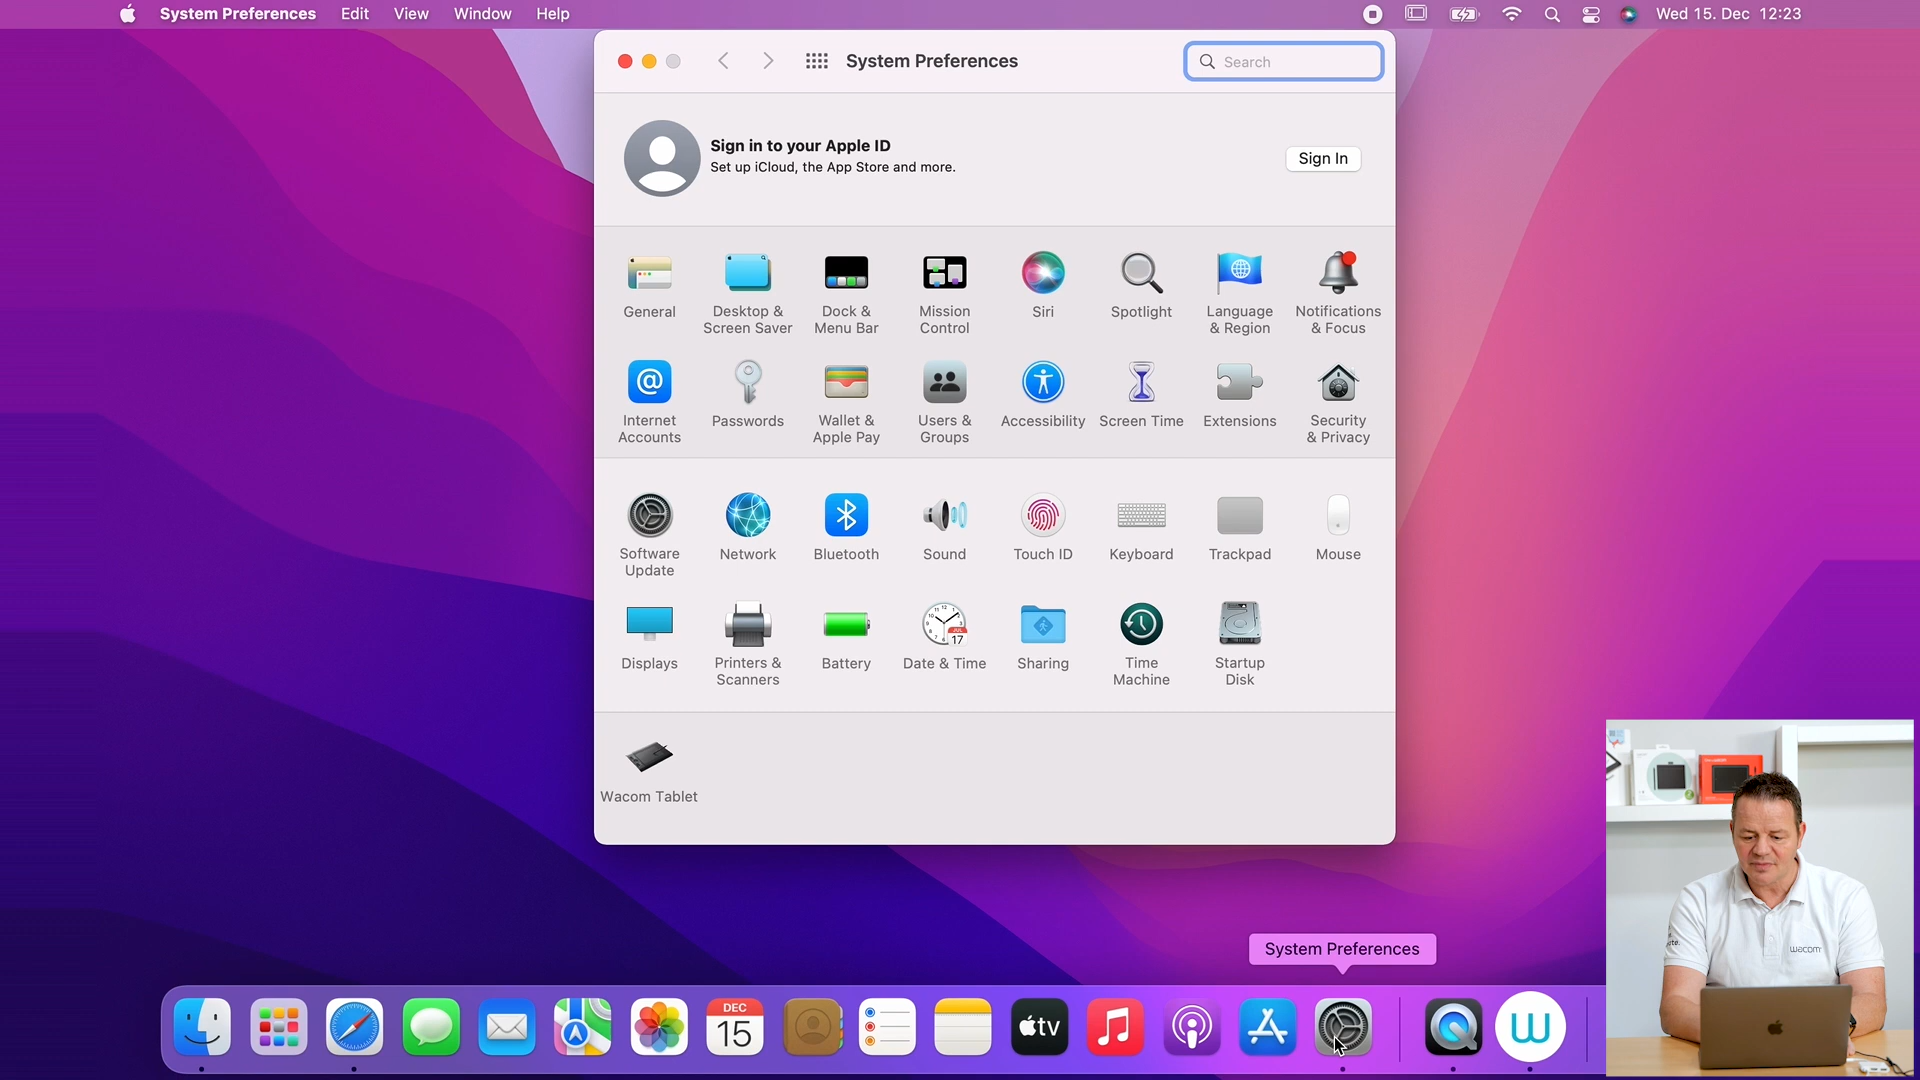 System Preferences Edit View Window Help
Wed 15. Dec 12:23
System Preferences
Search
Sign in to your Apple ID
Set up iCloud, the App Store and more.
Sign In
General
Desktop &
Screen Saver
Dock &
Menu Bar
Mission
Control
Siri
Spotlight
Language
& Region
Notifications
& Focus
Internet
Accounts
Passwords
Wallet &
Apple Pay
Users &
Groups
Accessibility
Screen Time
Extensions
Security
& Privacy
Software
Update
Network
Bluetooth
Sound
Touch ID
Keyboard
Trackpad
Mouse
Displays
Printers &
Scanners
Battery
JUL
17
Date & Time
Sharing
Time
Machine
Startup
Disk
Wacom Tablet
System Preferences
wacom
DEC
15
tv
W